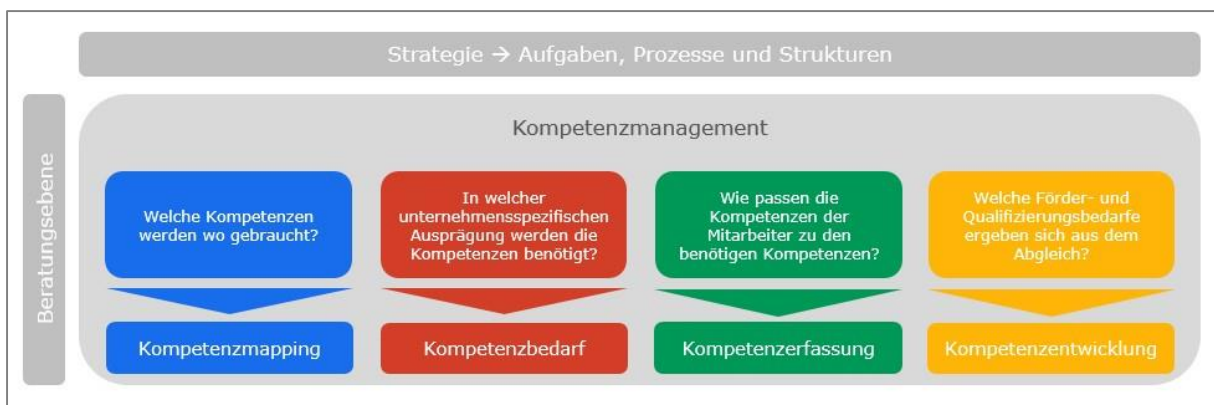 Strategie → Aufgaben, Prozesse und Strukturen
Beratungsebene
Kompetenzmanagement
Welche Kompetenzen
werden wo gebraucht?
In welcher
unternehmensspezifischen
Ausprägung werden die
Kompetenzen benötigt?
Wie passen die
Kompetenzen der
Mitarbeiter zu den
benötigen Kompetenzen?
Welche Förder- und
Qualifizierungsbedarfe
ergeben sich aus dem
Abgleich?
Kompetenzmapping
Kompetenzbedarf
Kompetenzerfassung
Kompetenzentwicklung